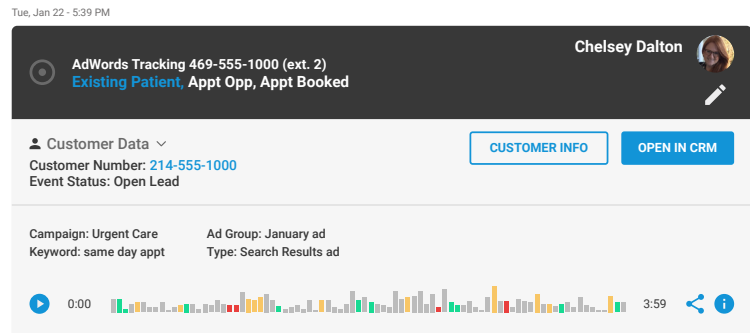 Tue, Jan 22 - 5:39 PM
Chelsey Dalton
AdWords Tracking 469-555-1000 (ext. 2)
Existing Patient, Appt Opp, Appt Booked
Customer Data
CUSTOMER INFO
OPEN IN CRM
Customer Number: 214-555-1000
Event Status: Open Lead
Campaign: Urgent Care
Ad Group: January ad
Keyword: same day appt
Type: Search Results ad
0:00
3:59